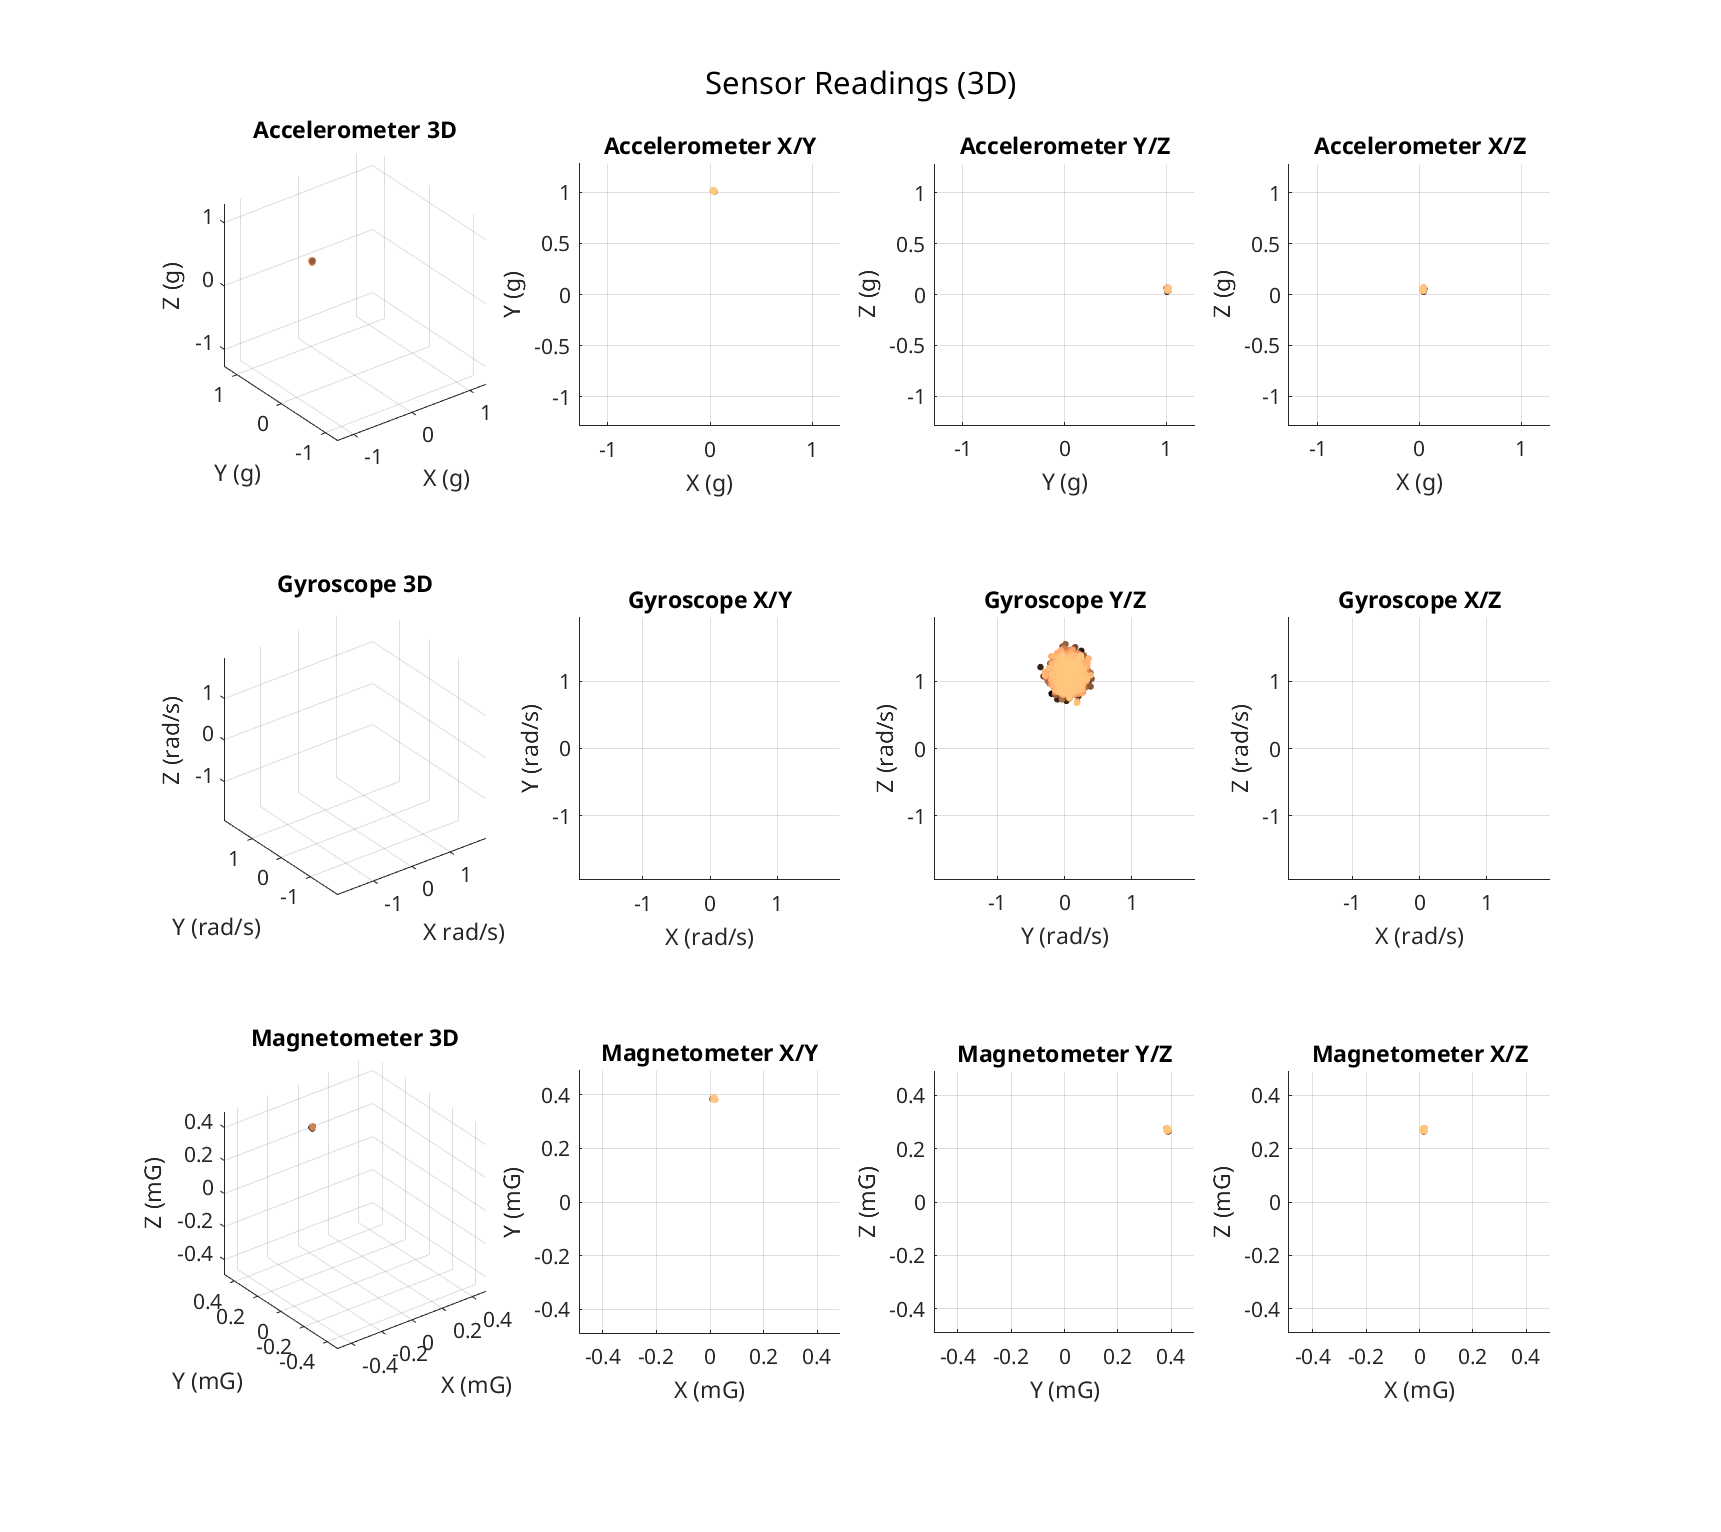 Sensor Readings (3D)
Accelerometer 3D
1
0
-1
Z (g)
1
0
-1
Y (g)
-1
0
1
X (g)
Accelerometer X/Y
1
0.5
0
-0.5
-1
Y (g)
-1
0
1
X (g)
Accelerometer Y/Z
1
0.5
0
-0.5
-1
Z (g)
-1
0
1
Y (g)
Accelerometer X/Z
1
0.5
0
-0.5
-1
Z (g)
-1
0
1
X (g)
Gyroscope 3D
1
0
-1
Z (rad/s)
1
0
-1
Y (rad/s)
-1
0
1
X rad/s)
Gyroscope X/Y
1
0
-1
Y (rad/s)
-1
0
1
X (rad/s)
Gyroscope Y/Z
1
0
-1
Z (rad/s)
-1
0
1
Y (rad/s)
Gyroscope X/Z
1
0
-1
Z (rad/s)
-1
0
1
X (rad/s)
Magnetometer 3D
0.4
0.2
0
-0.2
-0.4
Z (mG)
0.4
0.2
0
-0.2
-0.4
Y (mG)
-0.4
-0.2
0
0.2
0.4
X (mG)
Magnetometer X/Y
0.4
0.2
0
-0.2
-0.4
Y (mG)
-0.4
-0.2
0
0.2
0.4
X (mG)
Magnetometer Y/Z
0.4
0.2
0
-0.2
-0.4
Z (mG)
-0.4
-0.2
0
0.2
0.4
Y (mG)
Magnetometer X/Z
0.4
0.2
0
-0.2
-0.4
Z (mG)
-0.4
-0.2
0
0.2
0.4
X (mG)